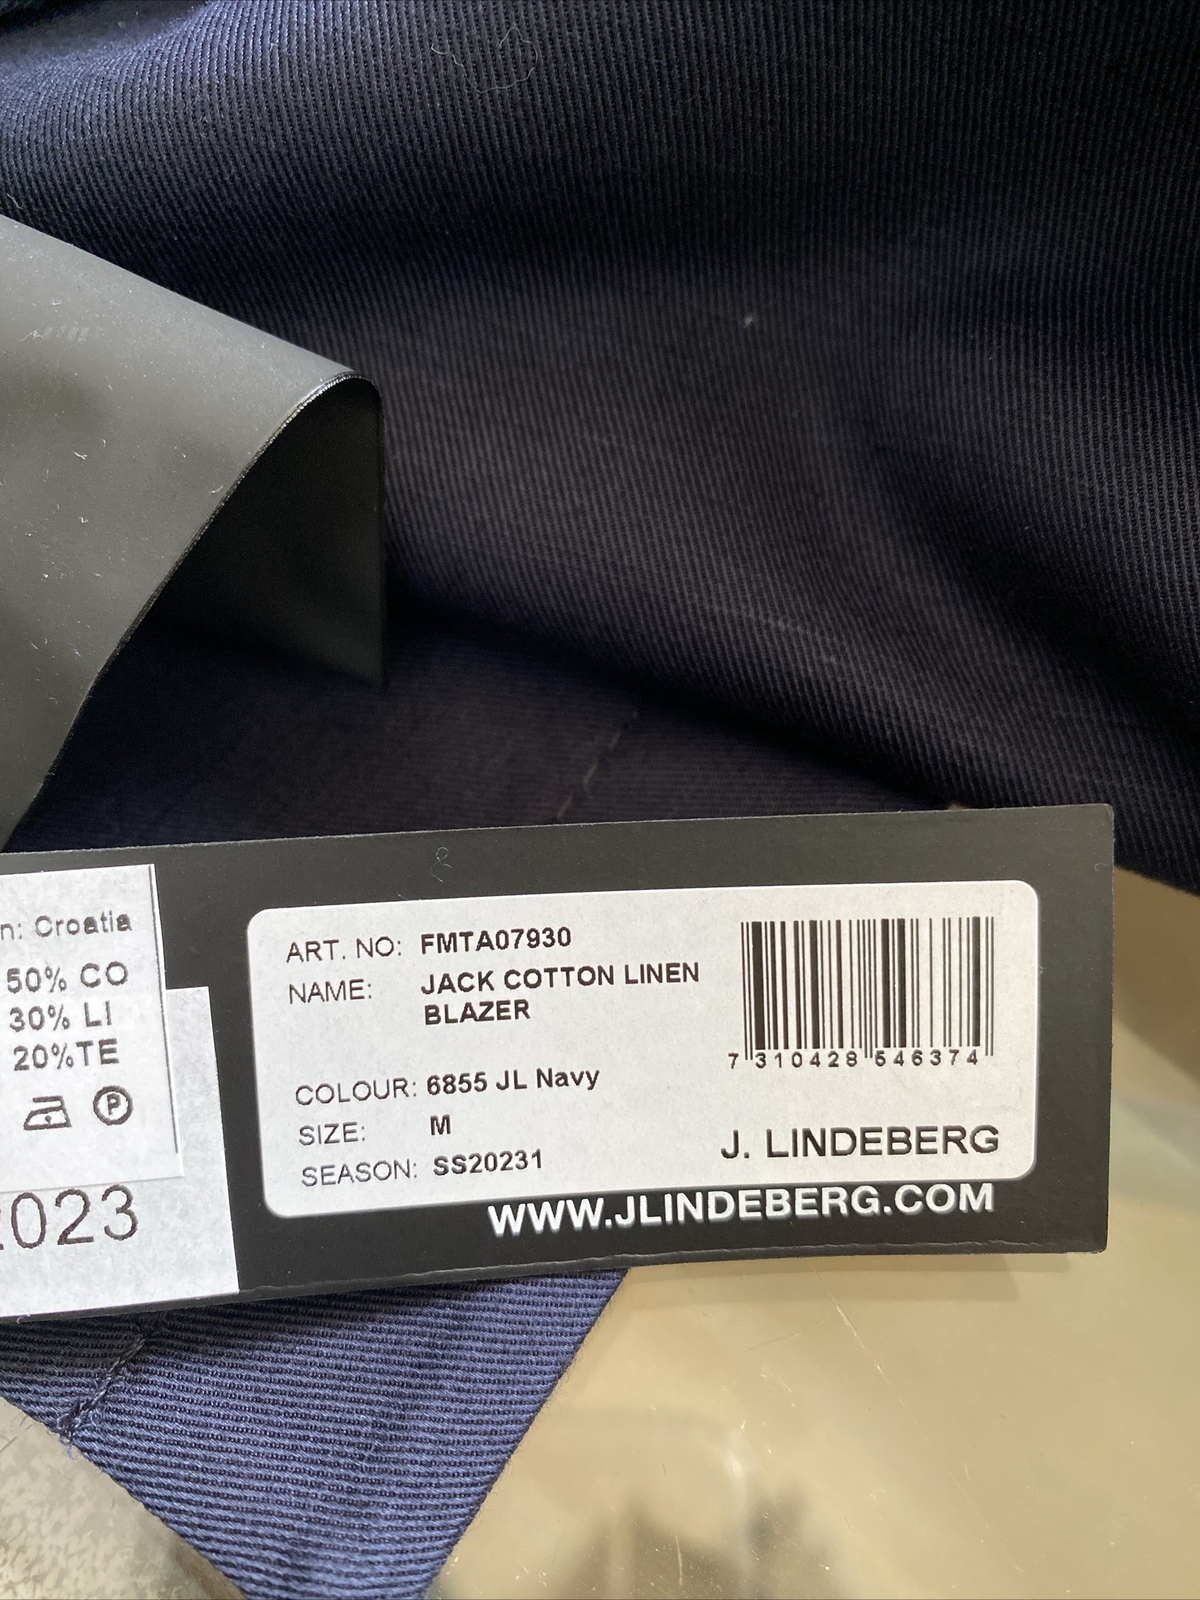 n: Croatia
50% CO
30% LI
20%TE
P
2023
ART. NO: FMTA07930
NAME: JACK COTTON LINEN
BLAZER
7 310428 546374
COLOUR: 6855 JL Navy
SIZE: M
SEASON: SS20231
J. LINDEBERG
WWW.JLINDEBERG.COM